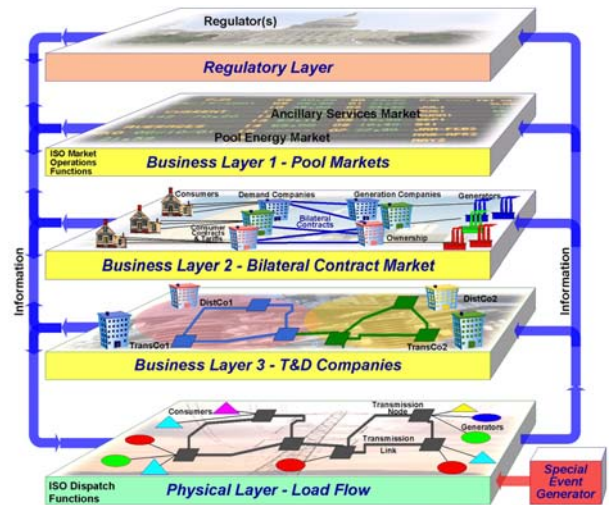 Regulator(s)
Regulatory Layer
Ancillary Services Market
Pool Energy Market
ISO Market
Operations
Functions
Business Layer 1 - Pool Markets
Consumers
Demand Companies
Generation Companies
Generators
Bilateral
Contracts
Consumer
Contracts
& Tariffs
Ownership
Business Layer 2 - Bilateral Contract Market
Information
Information
DistCo1
DistCo2
TransCo1
TransCo2
Business Layer 3 - T&D Companies
Consumers
Transmission
Node
Generators
Transmission
Link
ISO Dispatch
Functions
Physical Layer - Load Flow
Special
Event
Generator